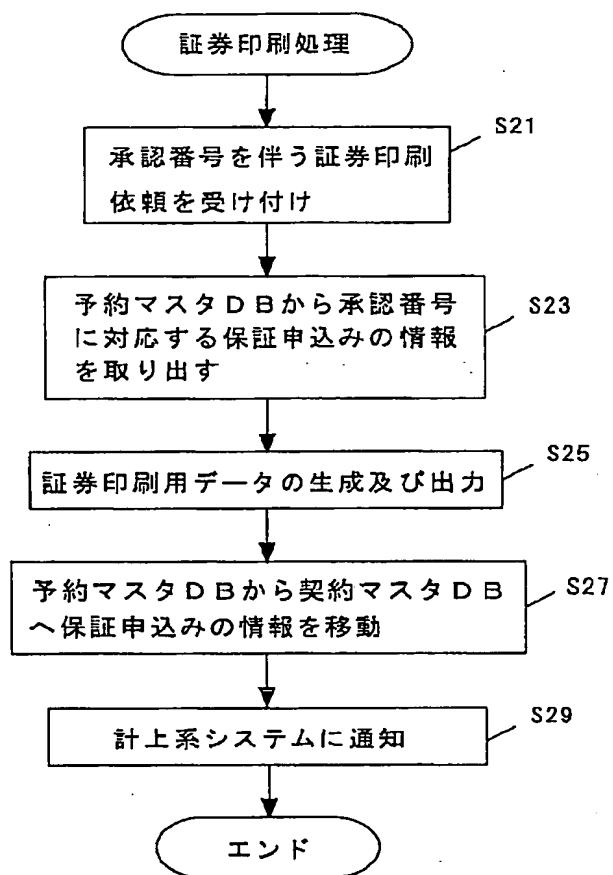 証券印刷処理
S21
承認番号を伴う証券印刷
依頼を受け付け
S23
予約マスタDBから承認番号
に対応する保証申込みの情報
を取り出す
S25
証券印刷用データの生成及び出力
S27
予約マスタDBから契約マスタDB
へ保証申込みの情報を移動
S29
計上系システムに通知
エンド